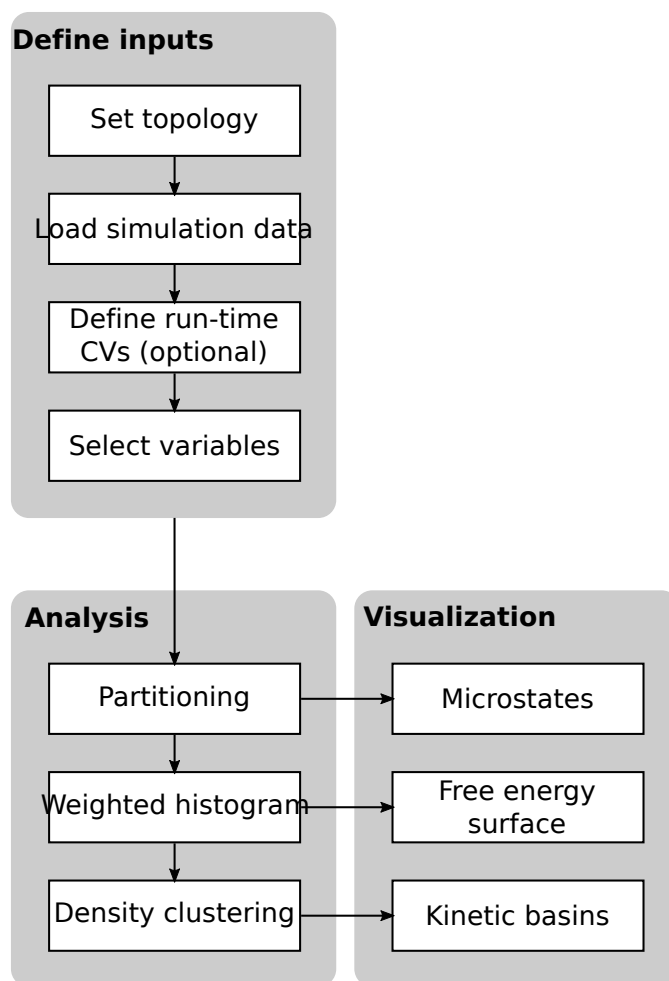 Define inputs
Set topology
Load simulation data
Define run-time
CVs (optional)
Select variables
Analysis
Partitioning
Weighted histogram
Density clustering
Visualization
Microstates
Free energy
surface
Kinetic basins